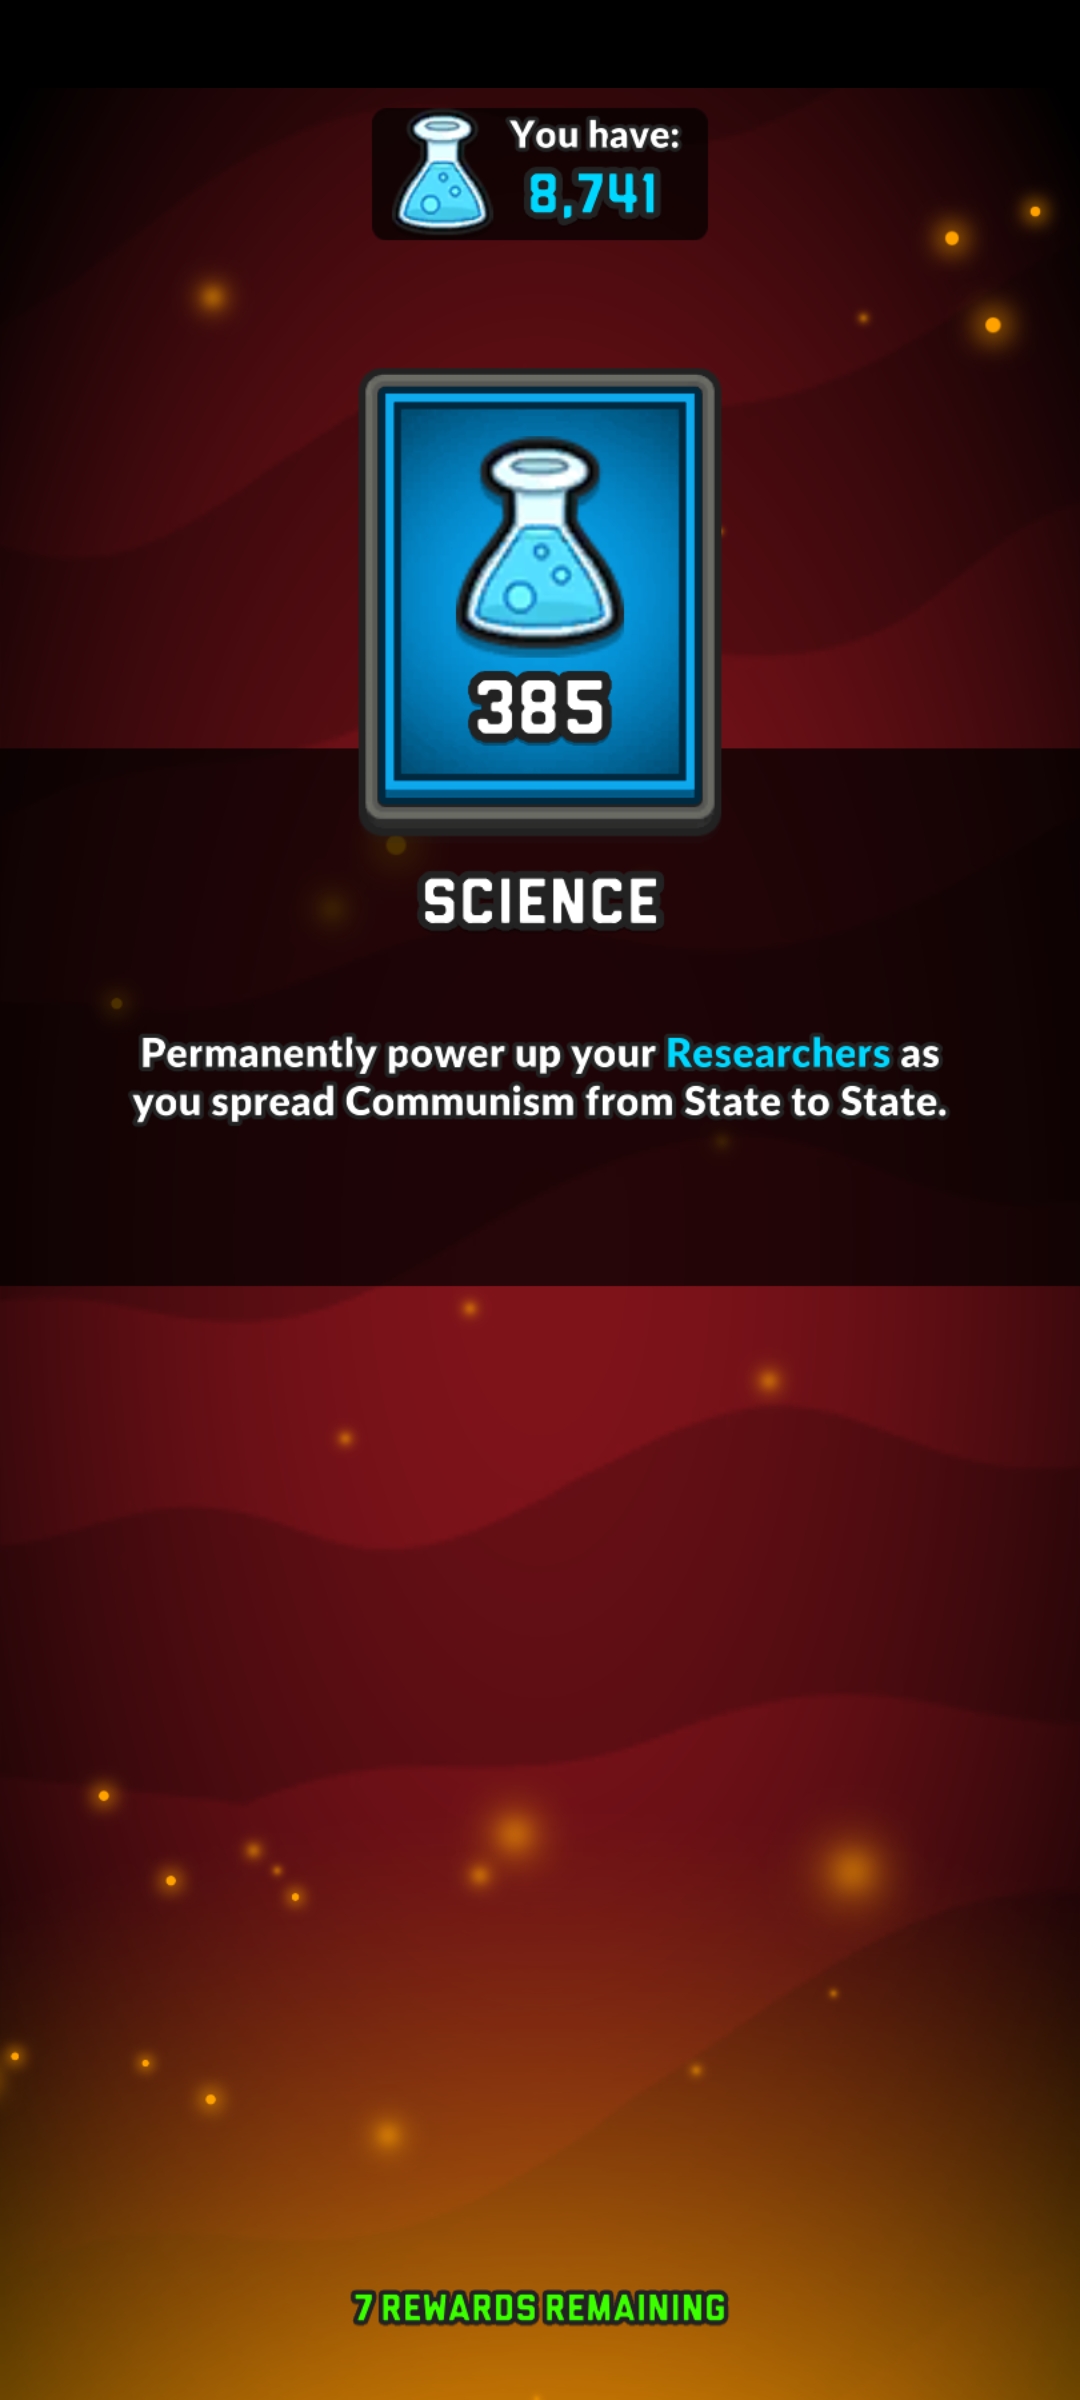 You have:
8,741
385
SCIENCE
Permanently power up your Researchers as
you spread Communism from State to State.
7 REWARDS REMAINING